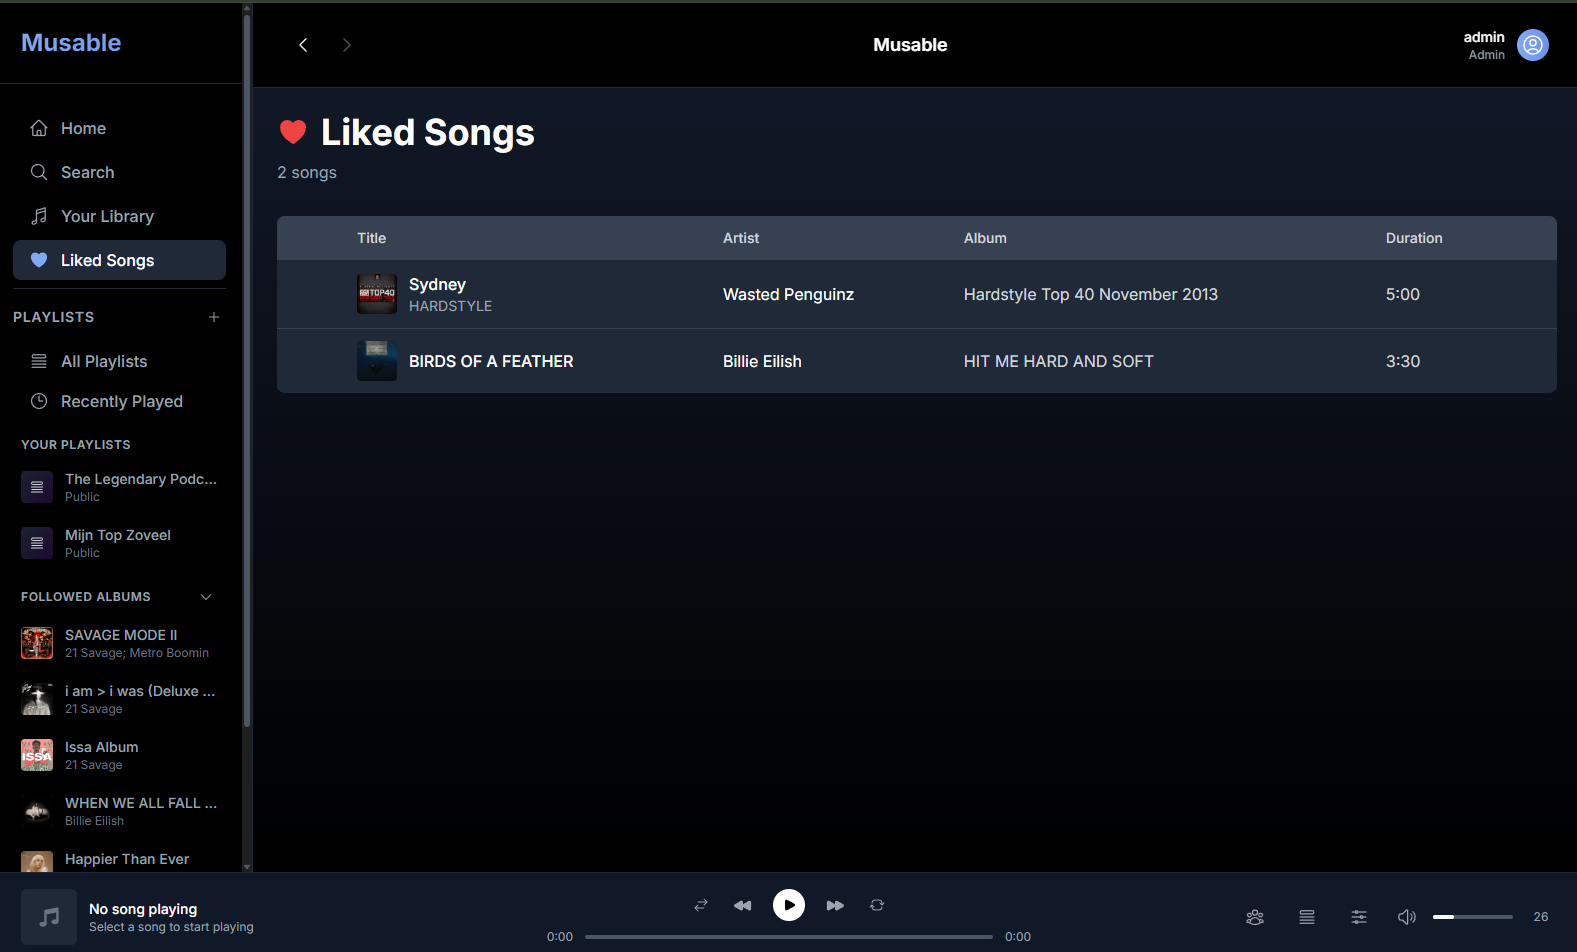 Musable
Musable
admin
Admin
Home
Search
Your Library
Liked Songs
PLAYLISTS
All Playlists
Recently Played
YOUR PLAYLISTS
The Legendary Podc...
Public
Mijn Top Zoveel
Public
FOLLOWED ALBUMS
SAVAGE MODE II
21 Savage; Metro Boomin
i am > i was (Deluxe ...
21 Savage
ISSA
Issa Album
21 Savage
WHEN WE ALL FALL ...
Billie Eilish
Happier Than Ever
Liked Songs
2 songs
Title Artist Album Duration
TOP40
Sydney
HARDSTYLE
Wasted Penguinz Hardstyle Top 40 November 2013 5:00
BIRDS OF A FEATHER Billie Eilish HIT ME HARD AND SOFT 3:30
No song playing
Select a song to start playing
0:00 0:00
26